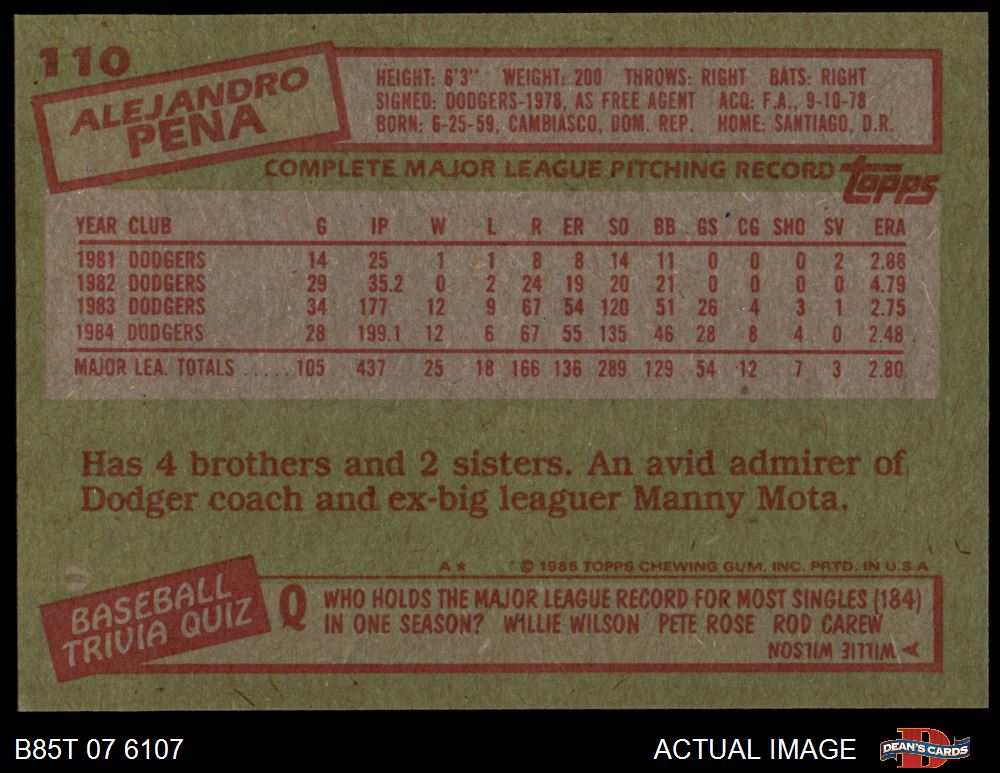 110
ALEJANDRO
PENA
HEIGHT: 6'3" WEIGHT: 200 THROWS: RIGHT BATS: RIGHT
SIGNED: DODGERS-1978, AS FREE AGENT ACQ: F.A., 9-10-78
BORN: 6-25-59, CAMBIASCO, DOM. REP. HOME: SANTIAGO, D.R.
COMPLETE MAJOR LEAGUE PITCHING RECORD topps
YEAR CLUB G IP W L R ER SO BB GS CG SHO SV ERA
1981 DODGERS 14 25 1 1 8 8 14 11 0 0 0 2 2.88
1982 DODGERS 29 35.2 0 2 24 19 20 21 0 0 0 0 4.79
1983 DODGERS 34 177 12 9 67 54 120 51 26 4 3 1 2.75
1984 DODGERS 28 199.1 12 6 67 55 135 46 28 8 4 0 2.48
MAJOR LEA. TOTALS ..... 105 437 25 18 166 136 289 129 54 12 7 3 2.80
Has 4 brothers and 2 sisters. An avid admirer of
Dodger coach and ex-big leaguer Manny Mota.
A★ © 1985 TOPPS CHEWING GUM, INC. PRTD. IN U.S.A
BASEBALL
TRIVIA QUIZ
Q WHO HOLDS THE MAJOR LEAGUE RECORD FOR MOST SINGLES (184)
IN ONE SEASON? WILLIE WILSON PETE ROSE ROD CAREW
A WILLIE WILSON
B85T 07 6107
ACTUAL IMAGE
DEAN'S CARDS